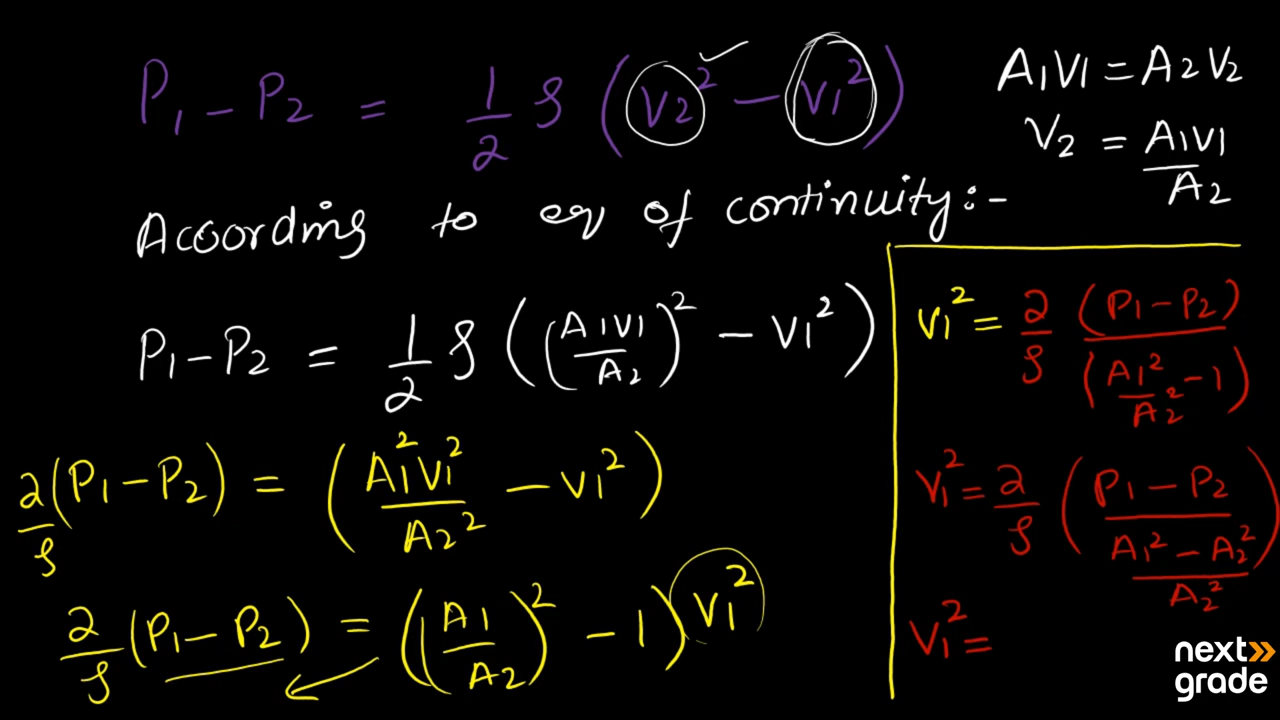 P₁ - P₂ = 1/2 ρ (V2² - V1²)
A1V1 = A2V2
V2 = A1V1/A2
Acoording to eq of continuity:-
P₁-P₂ = 1/2 ρ ((A1V1/A2)² - V1²)
2/ρ (P₁-P₂) = (A1²V1²/A2² - V1²)
2/ρ (P₁-P₂) = ((A1/A2)² - 1) V1²
V1² = 2/ρ (P1-P2)/(A1²/A2² - 1)
V1² = 2/ρ (P1-P2/(A1²-A2²/A2²))
V1² =
next
grade